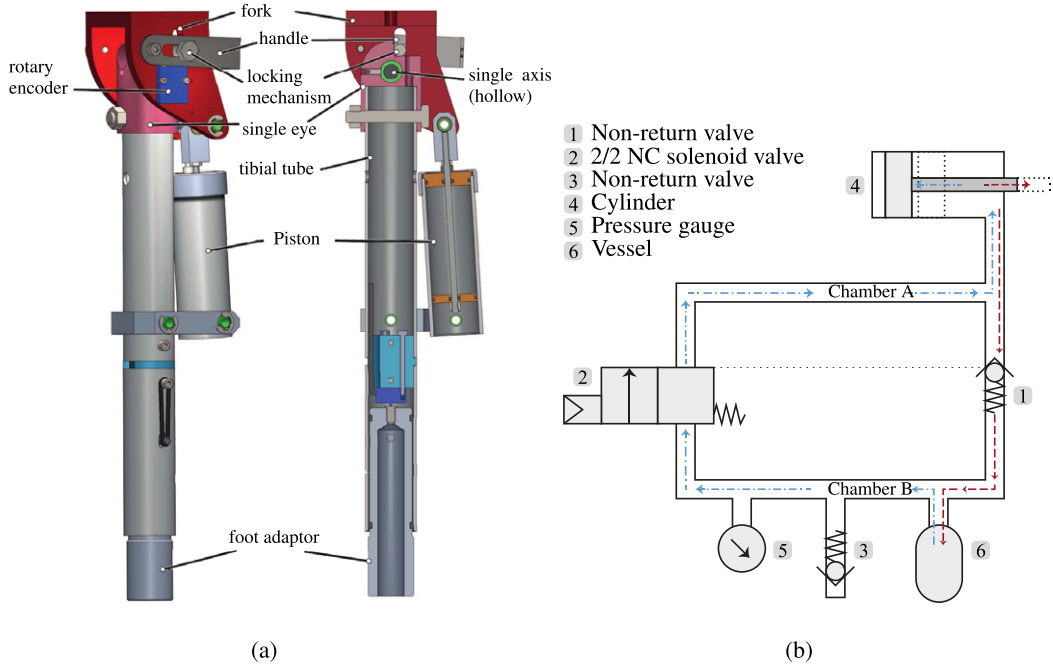 fork
handle
rotary
encoder
locking
mechanism
single axis
(hollow)
single eye
tibial tube
Piston
foot adaptor
(a)
1 Non-return valve
2 2/2 NC solenoid valve
3 Non-return valve
4 Cylinder
5 Pressure gauge
6 Vessel
4
Chamber A
2
1
Chamber B
5
3
6
(b)